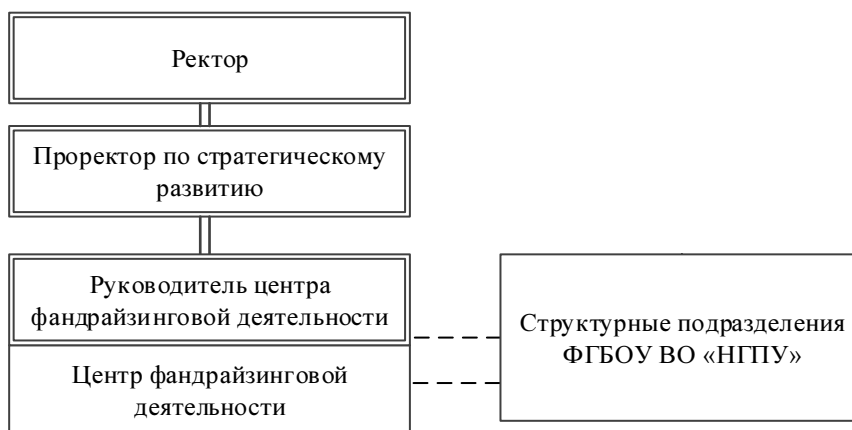 Ректор
Проректор по стратегическому
развитию
Руководитель центра
фандрайзинговой деятельности
Центр фандрайзинговой
деятельности
Структурные подразделения
ФГБОУ ВО «НГПУ»